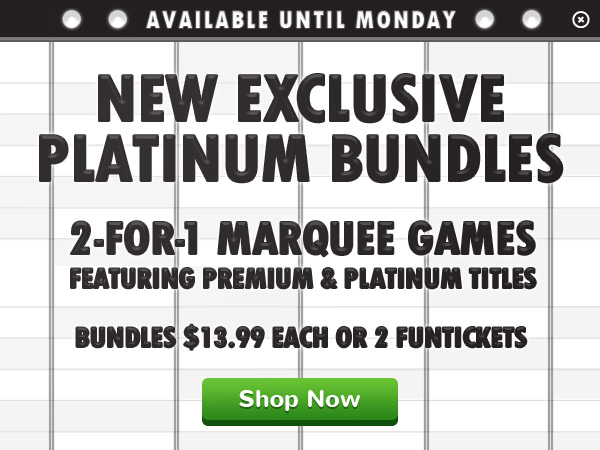 AVAILABLE UNTIL MONDAY
NEW EXCLUSIVE
PLATINUM BUNDLES
2-FOR-1 MARQUEE GAMES
FEATURING PREMIUM & PLATINUM TITLES
BUNDLES $13.99 EACH OR 2 FUNTICKETS
Shop Now